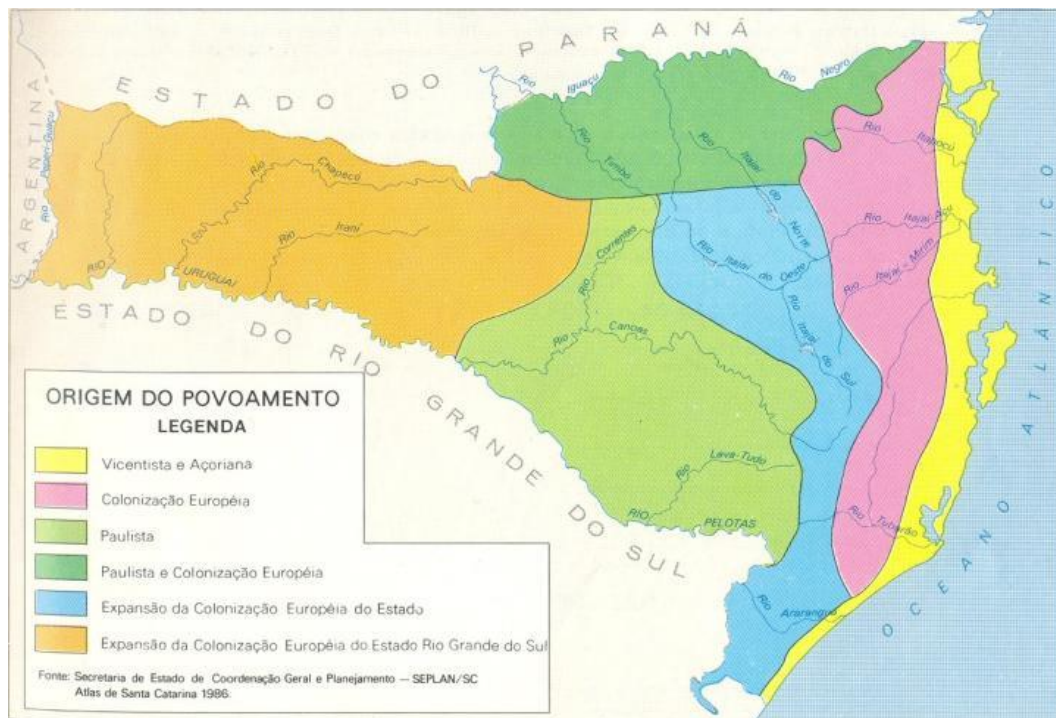 ESTADO DO PARANÁ
ARGENTINA
Rio Peperi-Guaçu
Rio Iguaçu
Rio Negro
Rio Timbó
Rio Itajaí do Norte
Rio Itapocú
Rio Chapecó
Rio Irani
RIO URUGUAI
Rio Correntes
Rio Itajaí do Oeste
Rio Itajaí-Açu
Rio Itajaí-Mirim
Rio Itajaí do Sul
Rio Canoas
ESTADO DO RIO GRANDE DO SUL
Rio Lava-Tudo
RIO PELOTAS
Rio Tubarão
Rio Araranguá
OCEANO ATLÂNTICO
ORIGEM DO POVOAMENTO
LEGENDA
Vicentista e Açoriana
Colonização Européia
Paulista
Paulista e Colonização Européia
Expansão da Colonização Européia do Estado
Expansão da Colonização Européia do Estado Rio Grande do Sul
Fonte: Secretaria de Estado de Coordenação Geral e Planejamento — SEPLAN/SC
Atlas de Santa Catarina 1986.